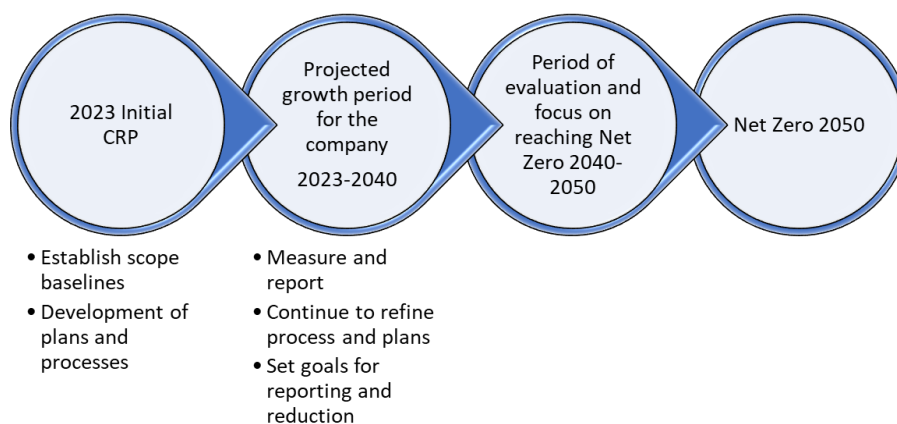 2023 Initial
CRP
Projected
growth period
for the
company
2023-2040
Period of
evaluation and
focus on
reaching Net
Zero 2040-
2050
Net Zero 2050
• Establish scope
baselines
• Development of
plans and
processes
• Measure and
report
• Continue to refine
process and plans
• Set goals for
reporting and
reduction